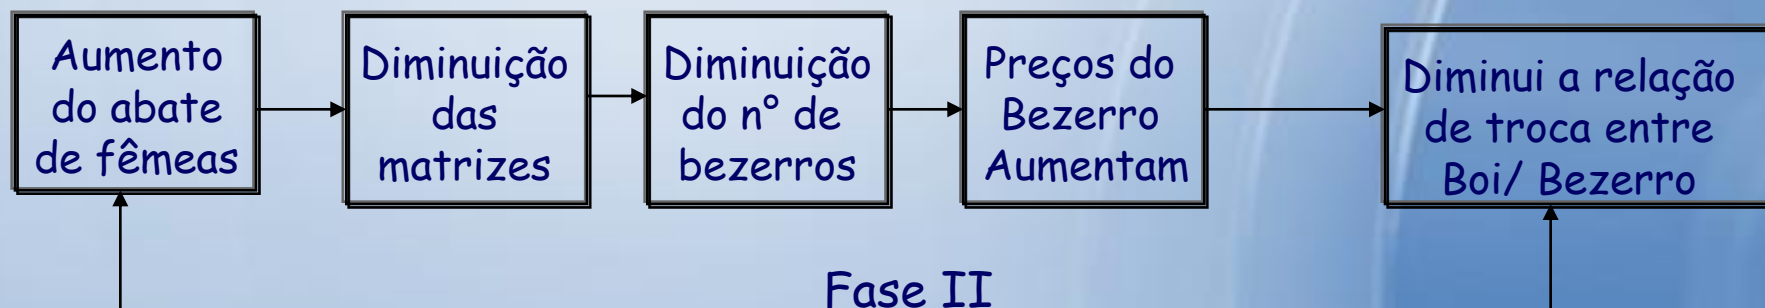 Aumento
do abate
de fêmeas
Diminuição
das
matrizes
Diminuição
do n° de
bezerros
Preços do
Bezerro
Aumentam
Diminui a relação
de troca entre
Boi/ Bezerro
Fase II